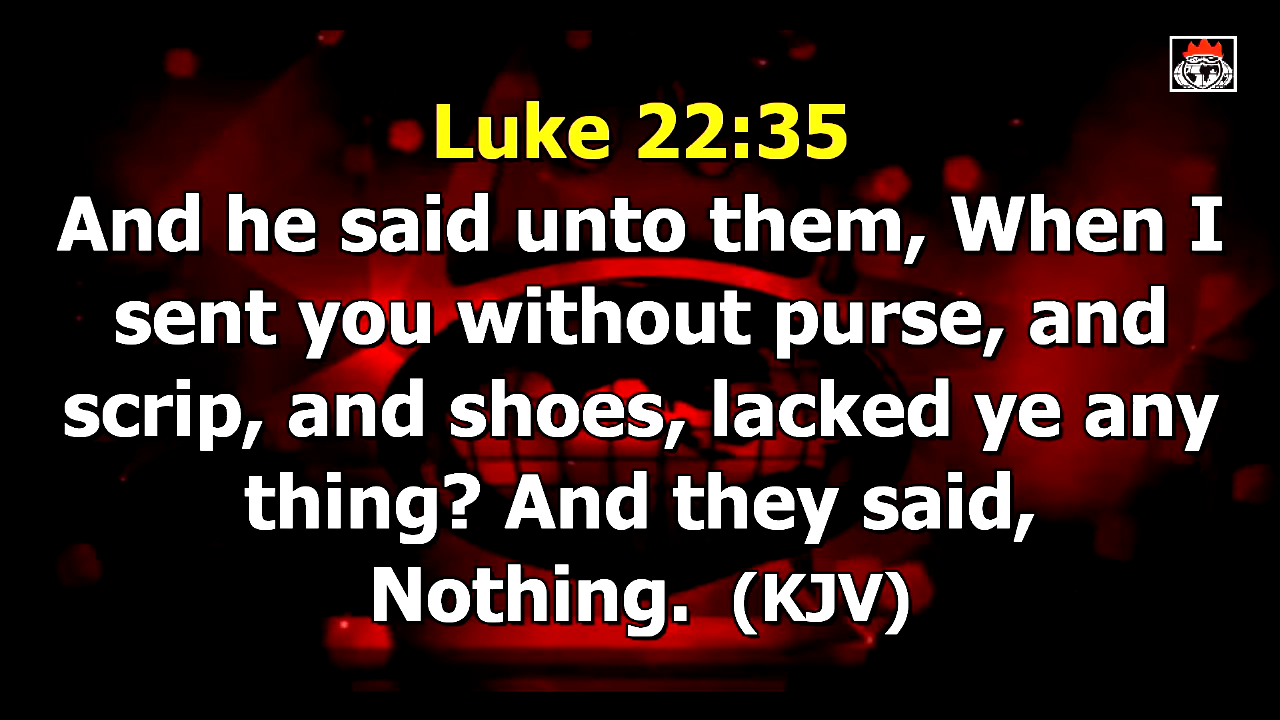 Luke 22:35
And he said unto them, When I
sent you without purse, and
scrip, and shoes, lacked ye any
thing? And they said,
Nothing. (KJV)